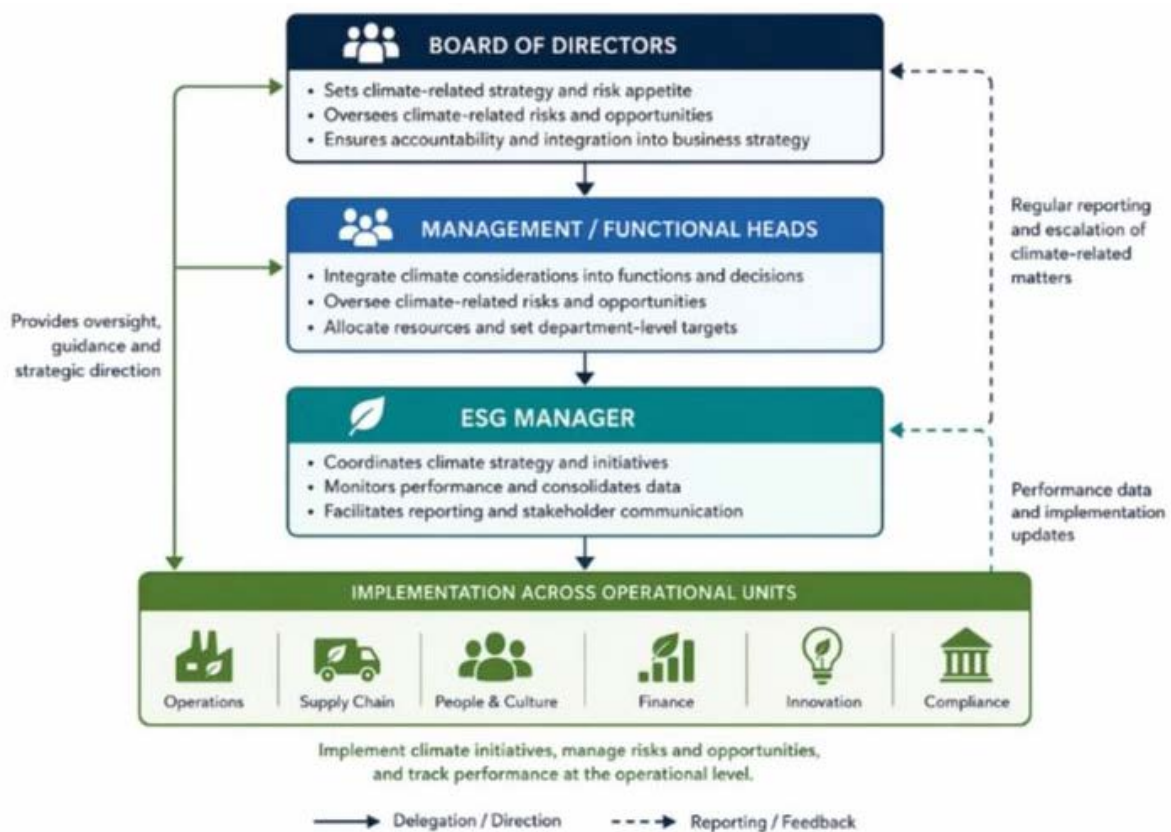 BOARD OF DIRECTORS
• Sets climate-related strategy and risk appetite
• Oversees climate-related risks and opportunities
• Ensures accountability and integration into business strategy
MANAGEMENT / FUNCTIONAL HEADS
• Integrate climate considerations into functions and decisions
• Oversee climate-related risks and opportunities
• Allocate resources and set department-level targets
Regular reporting
and escalation of
climate-related
matters
Provides oversight,
guidance and
strategic direction
ESG MANAGER
• Coordinates climate strategy and initiatives
• Monitors performance and consolidates data
• Facilitates reporting and stakeholder communication
Performance data
and implementation
updates
IMPLEMENTATION ACROSS OPERATIONAL UNITS
Operations
Supply Chain
People & Culture
Finance
Innovation
Compliance
Implement climate initiatives, manage risks and opportunities,
and track performance at the operational level.
Delegation / Direction
Reporting / Feedback